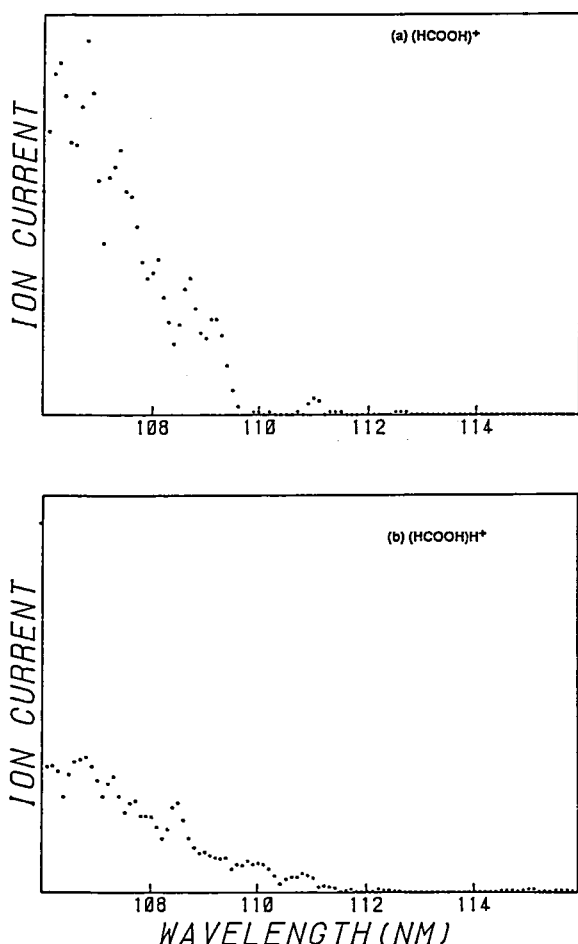 (a) (HCOOH)⁺
ION CURRENT
108 110 112 114
(b) (HCOOH)H⁺
ION CURRENT
108 110 112 114
WAVELENGTH(NM)